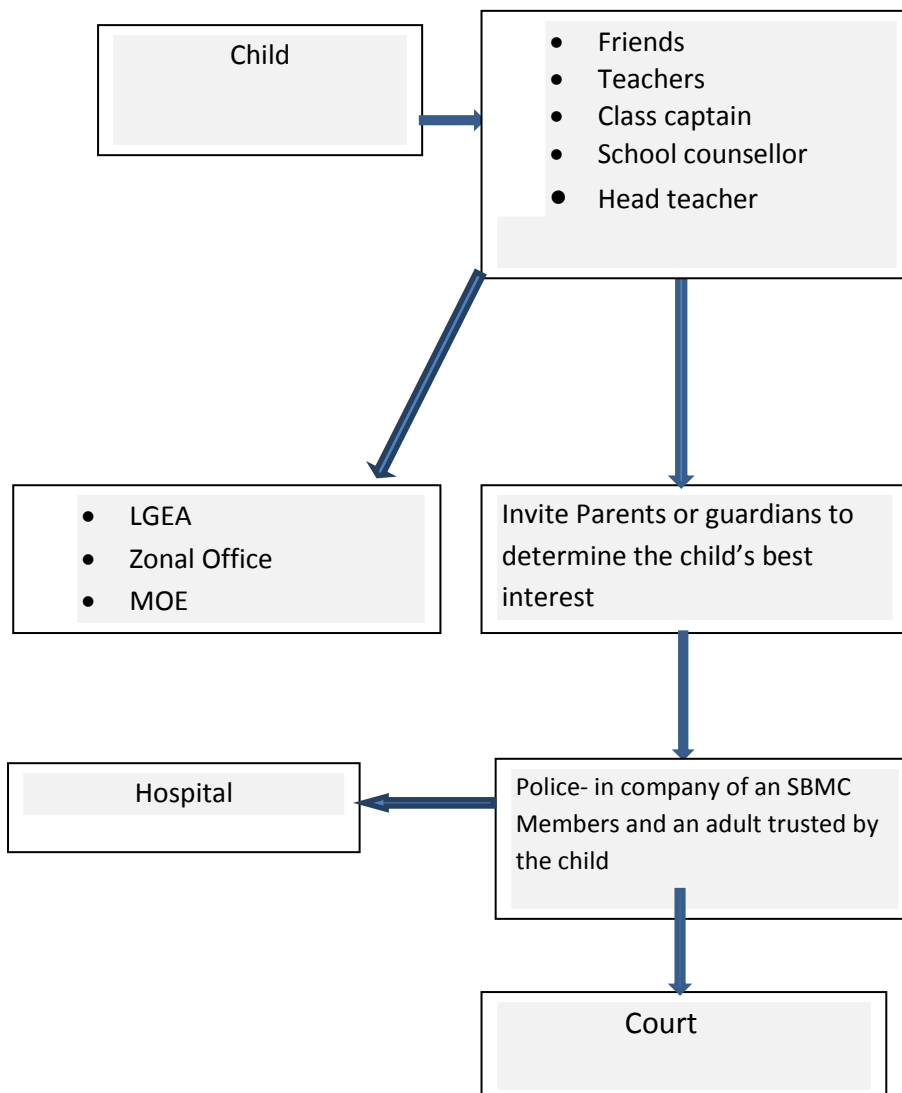 Child
• Friends
• Teachers
• Class captain
• School counsellor
• Head teacher
• LGEA
• Zonal Office
• MOE
Invite Parents or guardians to
determine the child’s best
interest
Hospital
Police- in company of an SBMC
Members and an adult trusted by
the child
Court